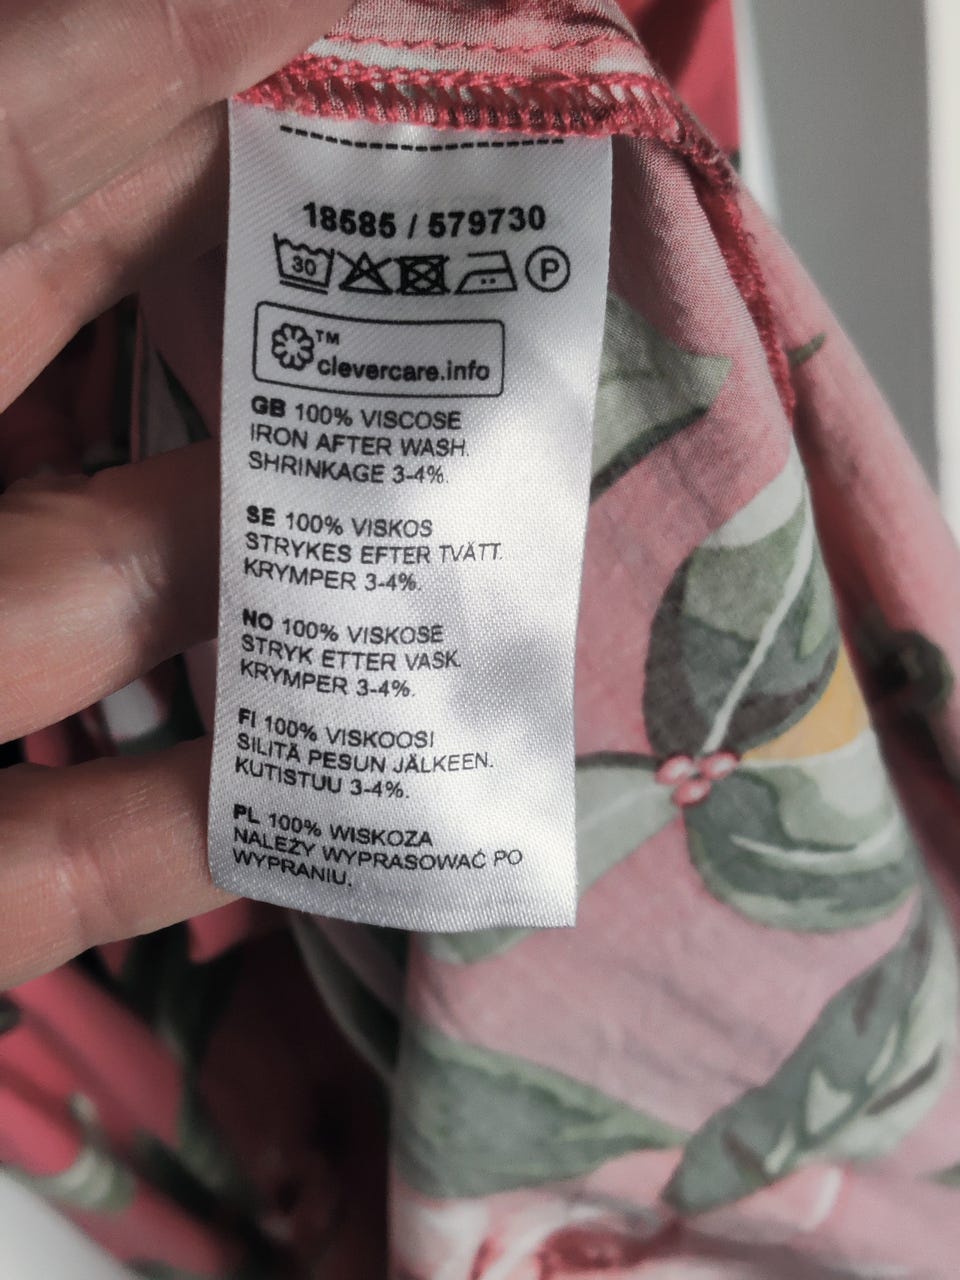 18585 / 579730
30
P
TM
clevercare.info
GB 100% VISCOSE
IRON AFTER WASH.
SHRINKAGE 3-4%.
SE 100% VISKOS
STRYKES EFTER TVÄTT.
KRYMPER 3-4%.
NO 100% VISKOSE
STRYK ETTER VASK.
KRYMPER 3-4%.
FI 100% VISKOOSI
SILITÄ PESUN JÄLKEEN.
KUTISTUU 3-4%.
PL 100% WISKOZA
NALEŻY WYPRASOWAĆ PO
WYPRANIU.